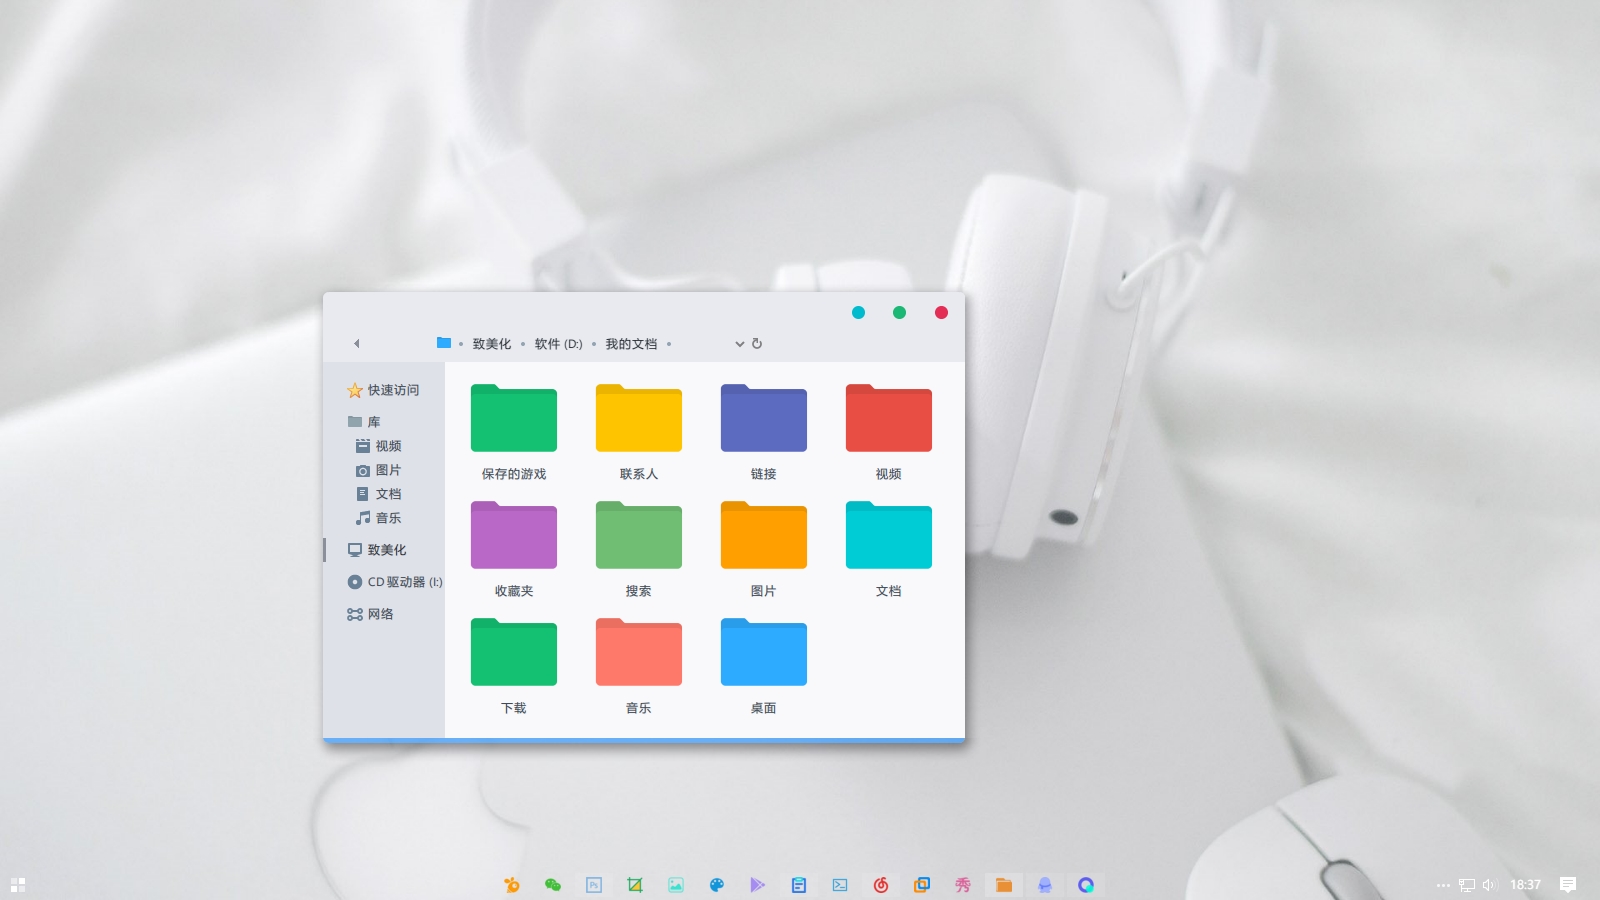 致美化 • 软件 (D:) • 我的文档 •
快速访问
库
视频
图片
文档
音乐
致美化
CD 驱动器 (I:)
网络
保存的游戏 联系人 链接 视频
收藏夹 搜索 图片 文档
下载 音乐 桌面
Ps 秀 18:37